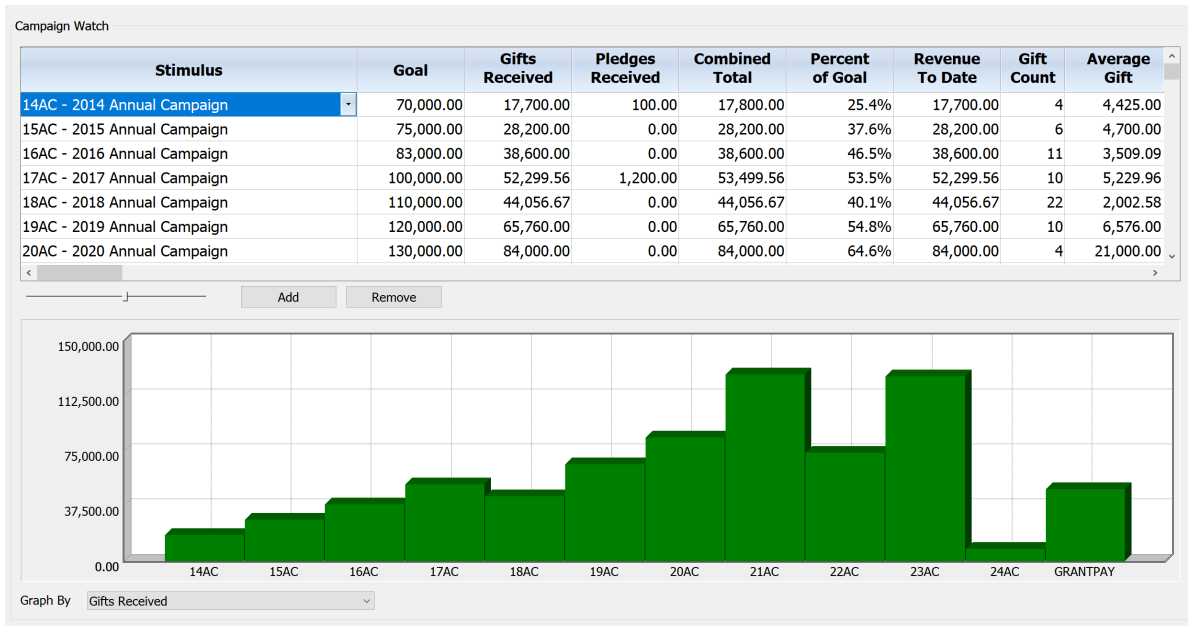 Campaign Watch
Stimulus Goal Gifts Received Pledges Received Combined Total Percent of Goal Revenue To Date Gift Count Average Gift
14AC - 2014 Annual Campaign 70,000.00 17,700.00 100.00 17,800.00 25.4% 17,700.00 4 4,425.00
15AC - 2015 Annual Campaign 75,000.00 28,200.00 0.00 28,200.00 37.6% 28,200.00 6 4,700.00
16AC - 2016 Annual Campaign 83,000.00 38,600.00 0.00 38,600.00 46.5% 38,600.00 11 3,509.09
17AC - 2017 Annual Campaign 100,000.00 52,299.56 1,200.00 53,499.56 53.5% 52,299.56 10 5,229.96
18AC - 2018 Annual Campaign 110,000.00 44,056.67 0.00 44,056.67 40.1% 44,056.67 22 2,002.58
19AC - 2019 Annual Campaign 120,000.00 65,760.00 0.00 65,760.00 54.8% 65,760.00 10 6,576.00
20AC - 2020 Annual Campaign 130,000.00 84,000.00 0.00 84,000.00 64.6% 84,000.00 4 21,000.00
Add Remove
150,000.00
112,500.00
75,000.00
37,500.00
0.00
14AC 15AC 16AC 17AC 18AC 19AC 20AC 21AC 22AC 23AC 24AC GRANTPAY
Graph By Gifts Received